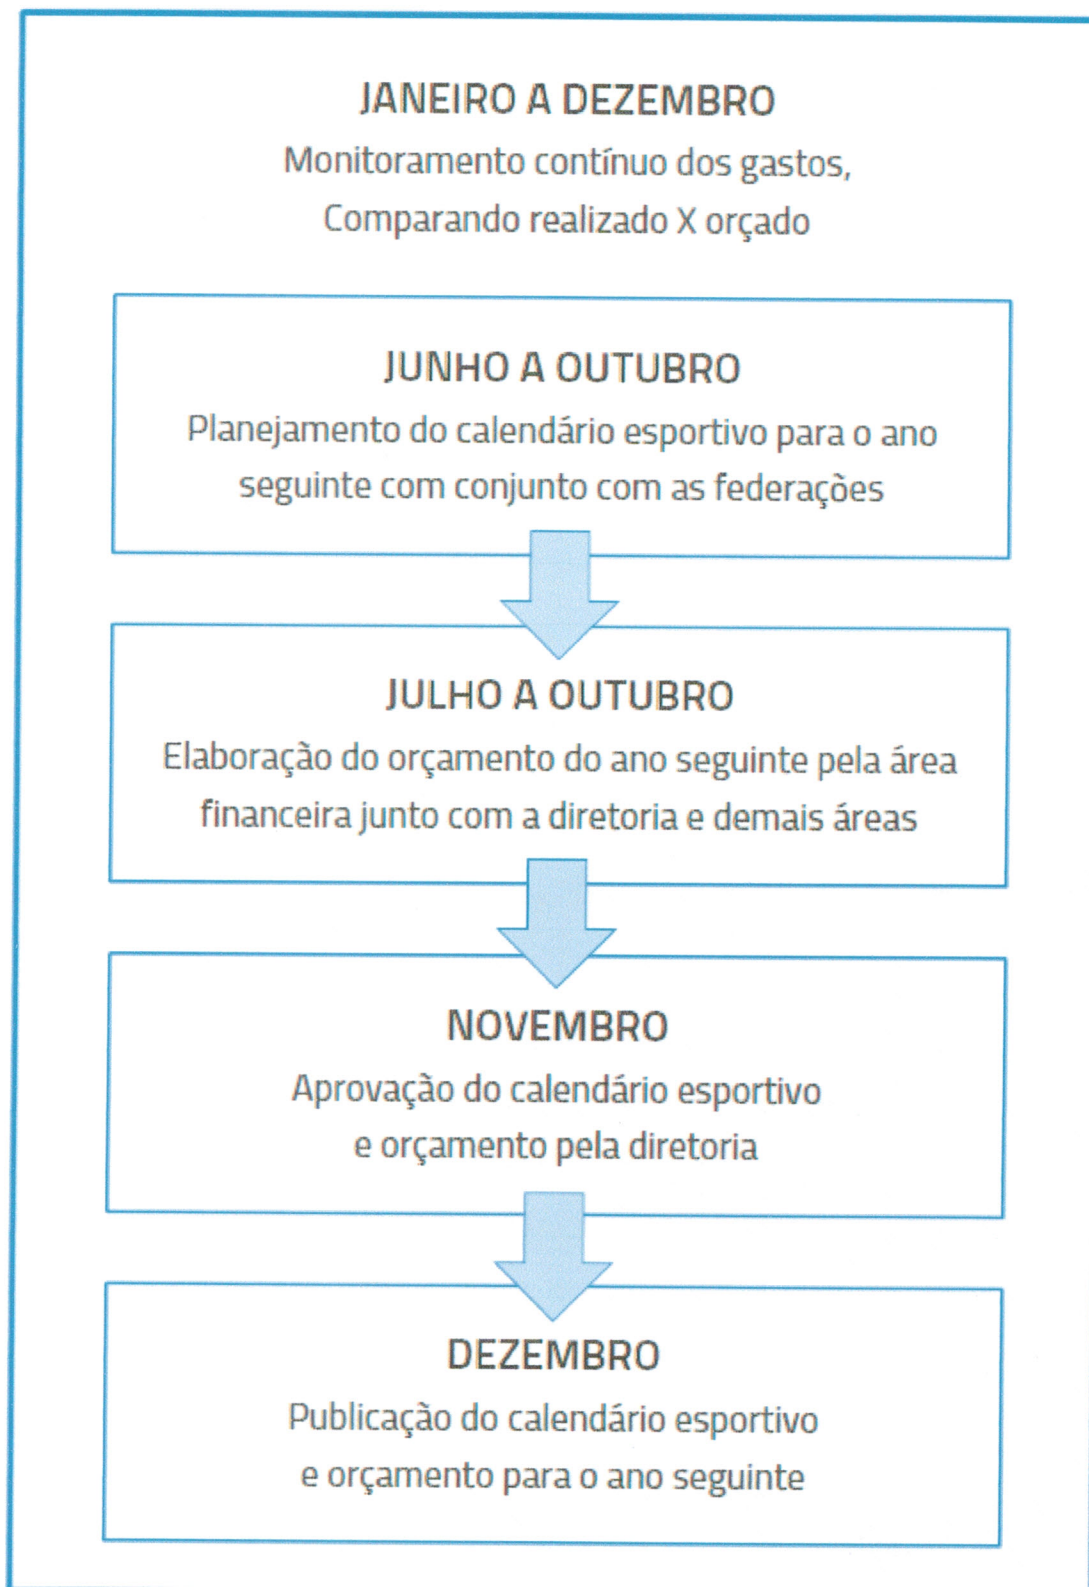 JANEIRO A DEZEMBRO
Monitoramento contínuo dos gastos,
Comparando realizado X orçado
JUNHO A OUTUBRO
Planejamento do calendário esportivo para o ano
seguinte com conjunto com as federações
JULHO A OUTUBRO
Elaboração do orçamento do ano seguinte pela área
financeira junto com a diretoria e demais áreas
NOVEMBRO
Aprovação do calendário esportivo
e orçamento pela diretoria
DEZEMBRO
Publicação do calendário esportivo
e orçamento para o ano seguinte